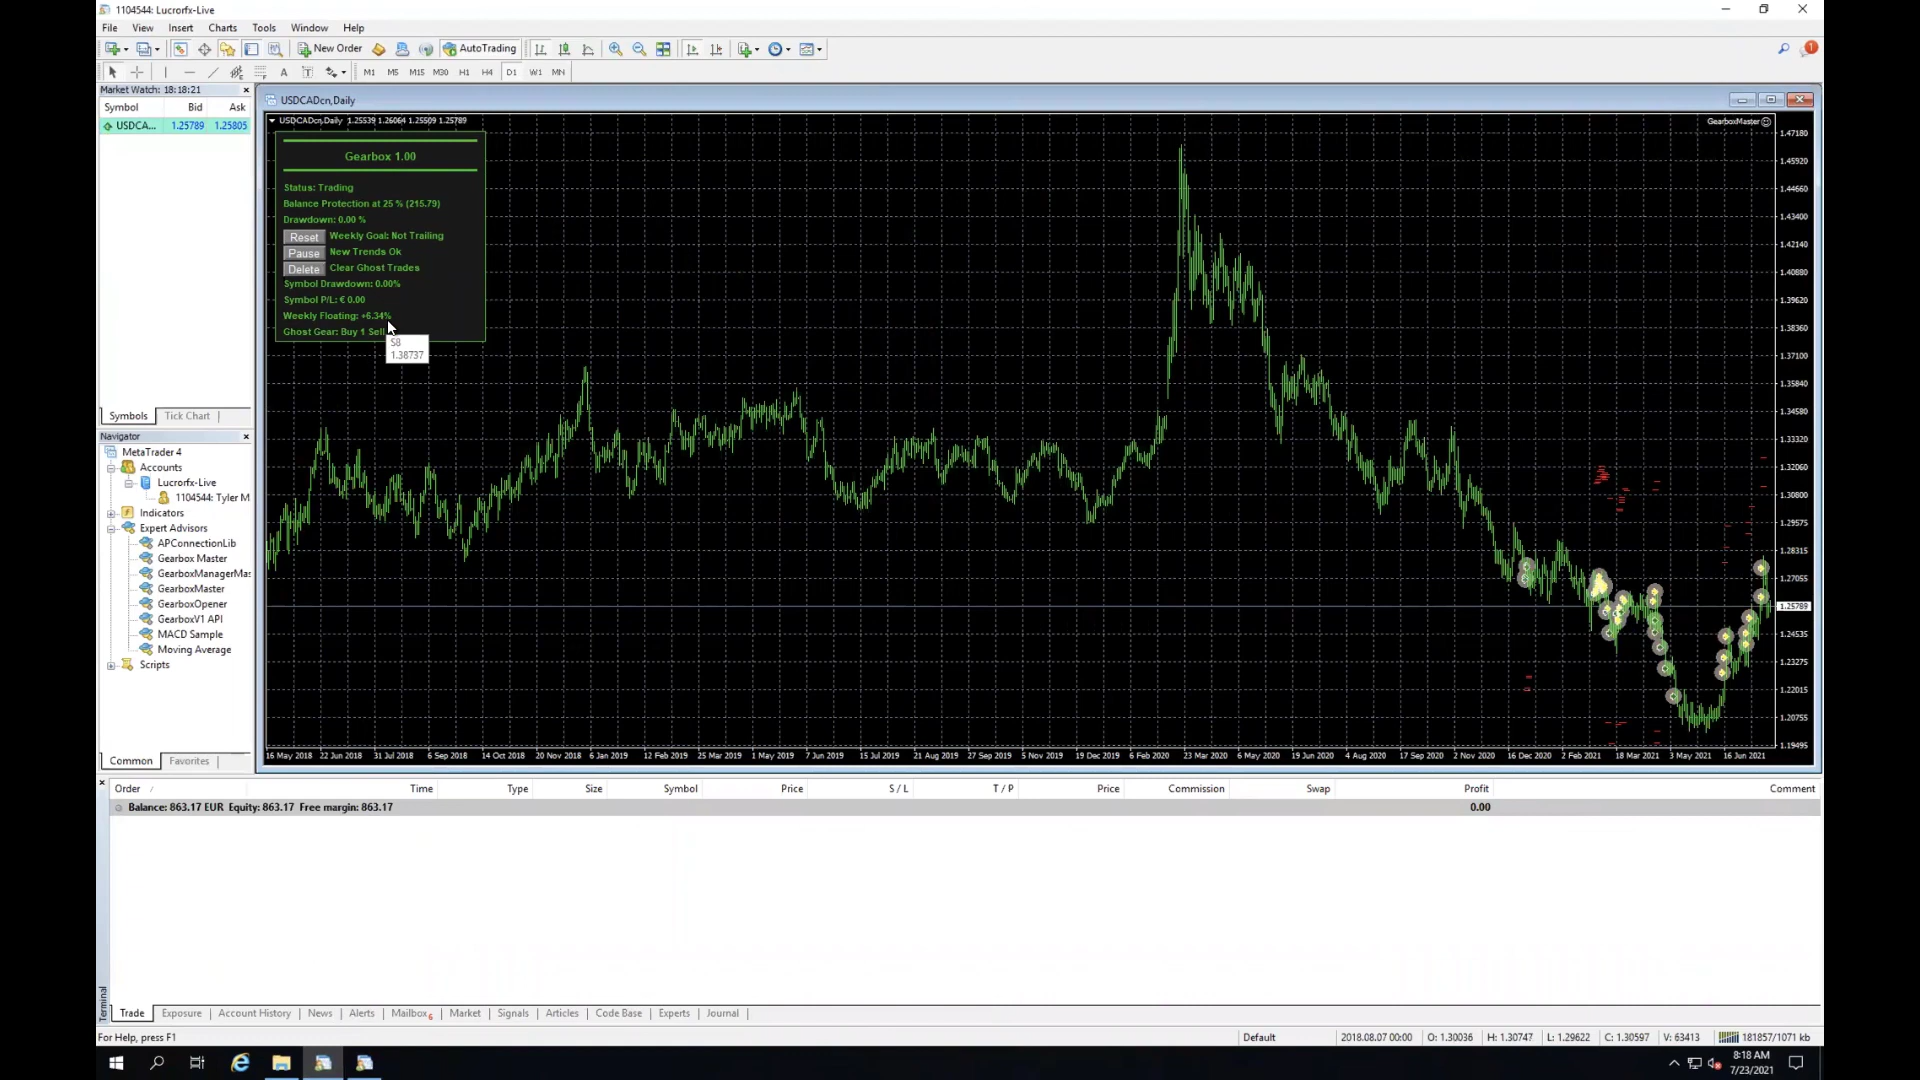 1104544: Lucrorfx-Live
File View Insert Charts Tools Window Help
New Order AutoTrading 1
A T M1 M5 M15 M30 H1 H4 D1 W1 MN
Market Watch: 18:18:21
Symbol Bid Ask
USDCA... 1.25789 1.25805
Symbols Tick Chart
Navigator
MetaTrader 4
Accounts
Lucrorfx-Live
1104544: Tyler M
Indicators
Expert Advisors
APConnectionLib
Gearbox Master
GearboxManagerMas
GearboxMaster
GearboxOpener
GearboxV1 API
MACD Sample
Moving Average
Scripts
Common Favorites
USDCADcn,Daily
USDCADcn,Daily 1.25539 1.26064 1.25509 1.25789
GearboxMaster
Gearbox 1.00
Status: Trading
Balance Protection at 25 % (215.79)
Drawdown: 0.00 %
Reset Weekly Goal: Not Trailing
Pause New Trends Ok
Delete Clear Ghost Trades
Symbol Drawdown: 0.00%
Symbol P/L: € 0.00
Weekly Floating: +6.34%
Ghost Gear: Buy 1 Sell
S8
1.38737
1.47180
1.45920
1.44660
1.43400
1.42140
1.40880
1.39620
1.38360
1.37100
1.35840
1.34580
1.33320
1.32060
1.30800
1.29575
1.28315
1.27055
1.25789
1.24535
1.23275
1.22015
1.20755
1.19495
16 May 2018 22 Jun 2018 31 Jul 2018 6 Sep 2018 14 Oct 2018 20 Nov 2018 6 Jan 2019 12 Feb 2019 25 Mar 2019 1 May 2019 7 Jun 2019 15 Jul 2019 21 Aug 2019 27 Sep 2019 5 Nov 2019 19 Dec 2019 6 Feb 2020 23 Mar 2020 6 May 2020 19 Jun 2020 4 Aug 2020 17 Sep 2020 2 Nov 2020 16 Dec 2020 2 Feb 2021 18 Mar 2021 3 May 2021 16 Jun 2021
Order / Time Type Size Symbol Price S / L T / P Price Commission Swap Profit Comment
Balance: 863.17 EUR Equity: 863.17 Free margin: 863.17 0.00
Terminal
Trade Exposure Account History News Alerts Mailbox 6 Market Signals Articles Code Base Experts Journal
For Help, press F1 Default 2018.08.07 00:00 O: 1.30036 H: 1.30747 L: 1.29622 C: 1.30597 V: 63413 181857/1071 kb
8:18 AM
7/23/2021